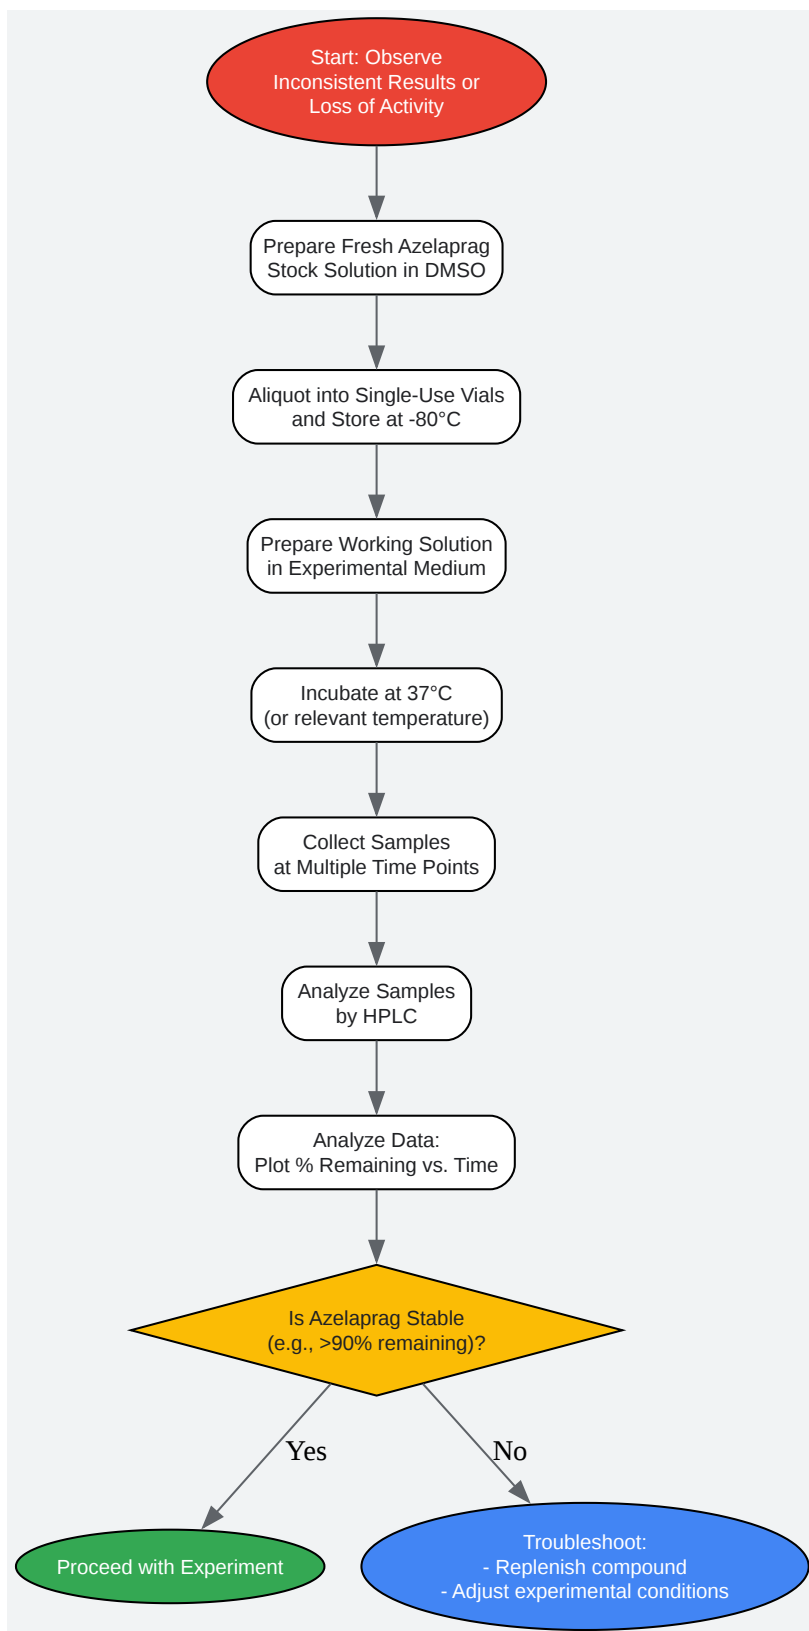 Start: Observe
Inconsistent Results or
Loss of Activity
Prepare Fresh Azelaprag
Stock Solution in DMSO
Aliquot into Single-Use Vials
and Store at -80°C
Prepare Working Solution
in Experimental Medium
Incubate at 37°C
(or relevant temperature)
Collect Samples
at Multiple Time Points
Analyze Samples
by HPLC
Analyze Data:
Plot % Remaining vs. Time
Is Azelaprag Stable
(e.g., >90% remaining)?
Yes
No
Proceed with Experiment
Troubleshoot:
- Replenish compound
- Adjust experimental conditions